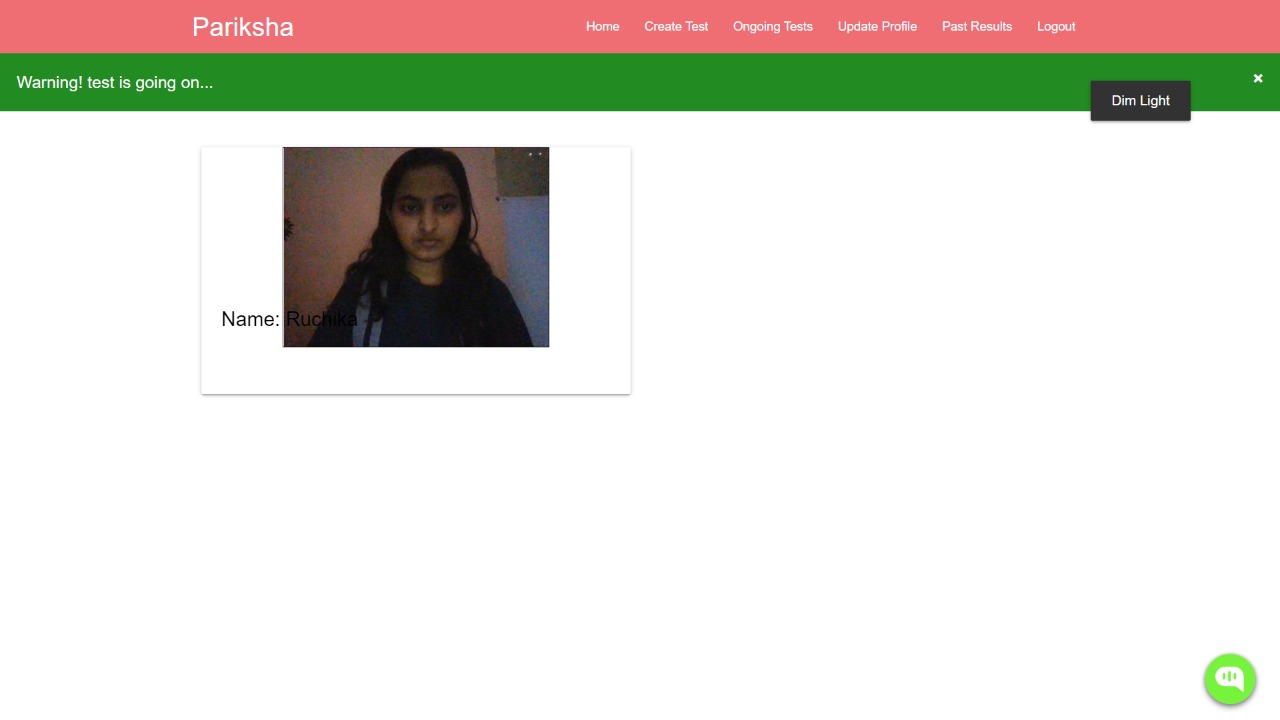 Pariksha
Home Create Test Ongoing Tests Update Profile Past Results Logout
Warning! test is going on...
×
Dim Light
Name: Ruchika